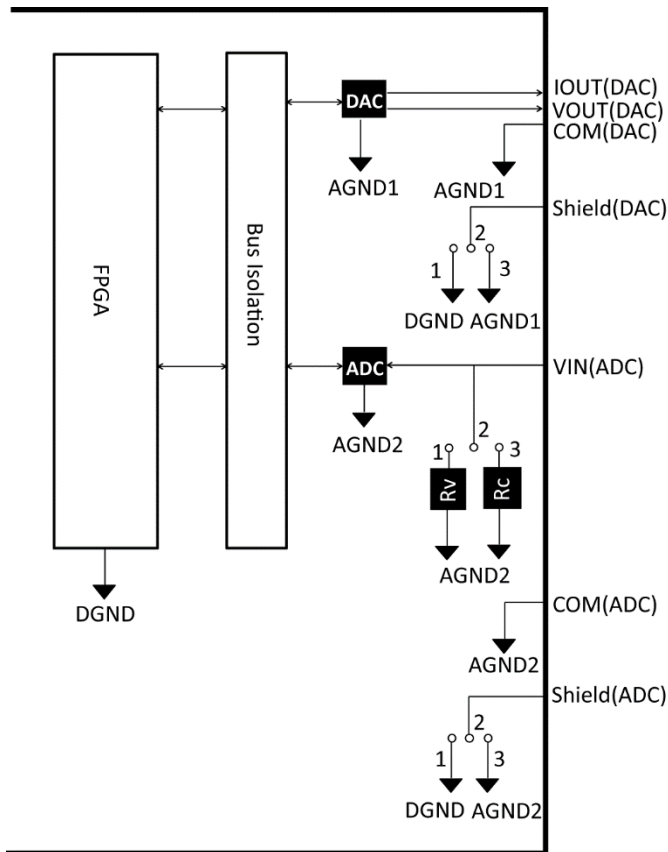 IOUT(DAC)
DAC
VOUT(DAC)
COM(DAC)
AGND1
AGND1
Shield(DAC)
2
1
3
DGND
AGND1
FPGA
Bus Isolation
ADC
VIN(ADC)
AGND2
2
1
3
Rv
Rc
AGND2
DGND
COM(ADC)
AGND2
Shield(ADC)
2
1
3
DGND
AGND2